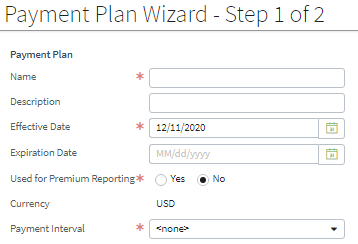 Payment Plan Wizard - Step 1 of 2
Payment Plan
Name *
Description
Effective Date * 12/11/2020
Expiration Date MM/dd/yyyy
Used for Premium Reporting * Yes No
Currency USD
Payment Interval * <none>